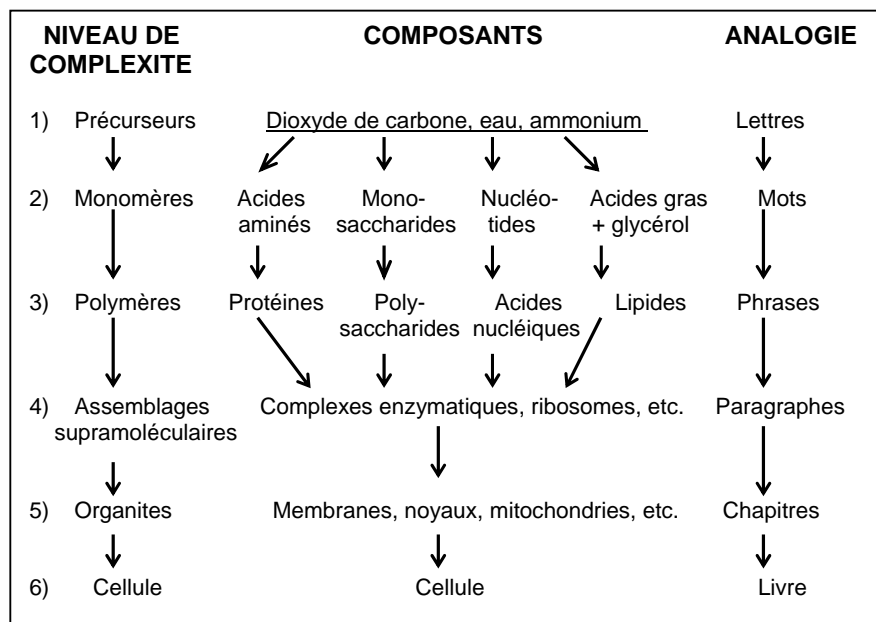 NIVEAU DE COMPOSANTS ANALOGIE
COMPLEXITE
1) Précurseurs Dioxyde de carbone, eau, ammonium Lettres
2) Monomères Acides Mono- Nucléo- Acides gras Mots
aminés saccharides tides + glycérol
3) Polymères Protéines Poly- Acides Lipides Phrases
saccharides nucléiques
4) Assemblages Complexes enzymatiques, ribosomes, etc. Paragraphes
supramoléculaires
5) Organites Membranes, noyaux, mitochondries, etc. Chapitres
6) Cellule Cellule Livre